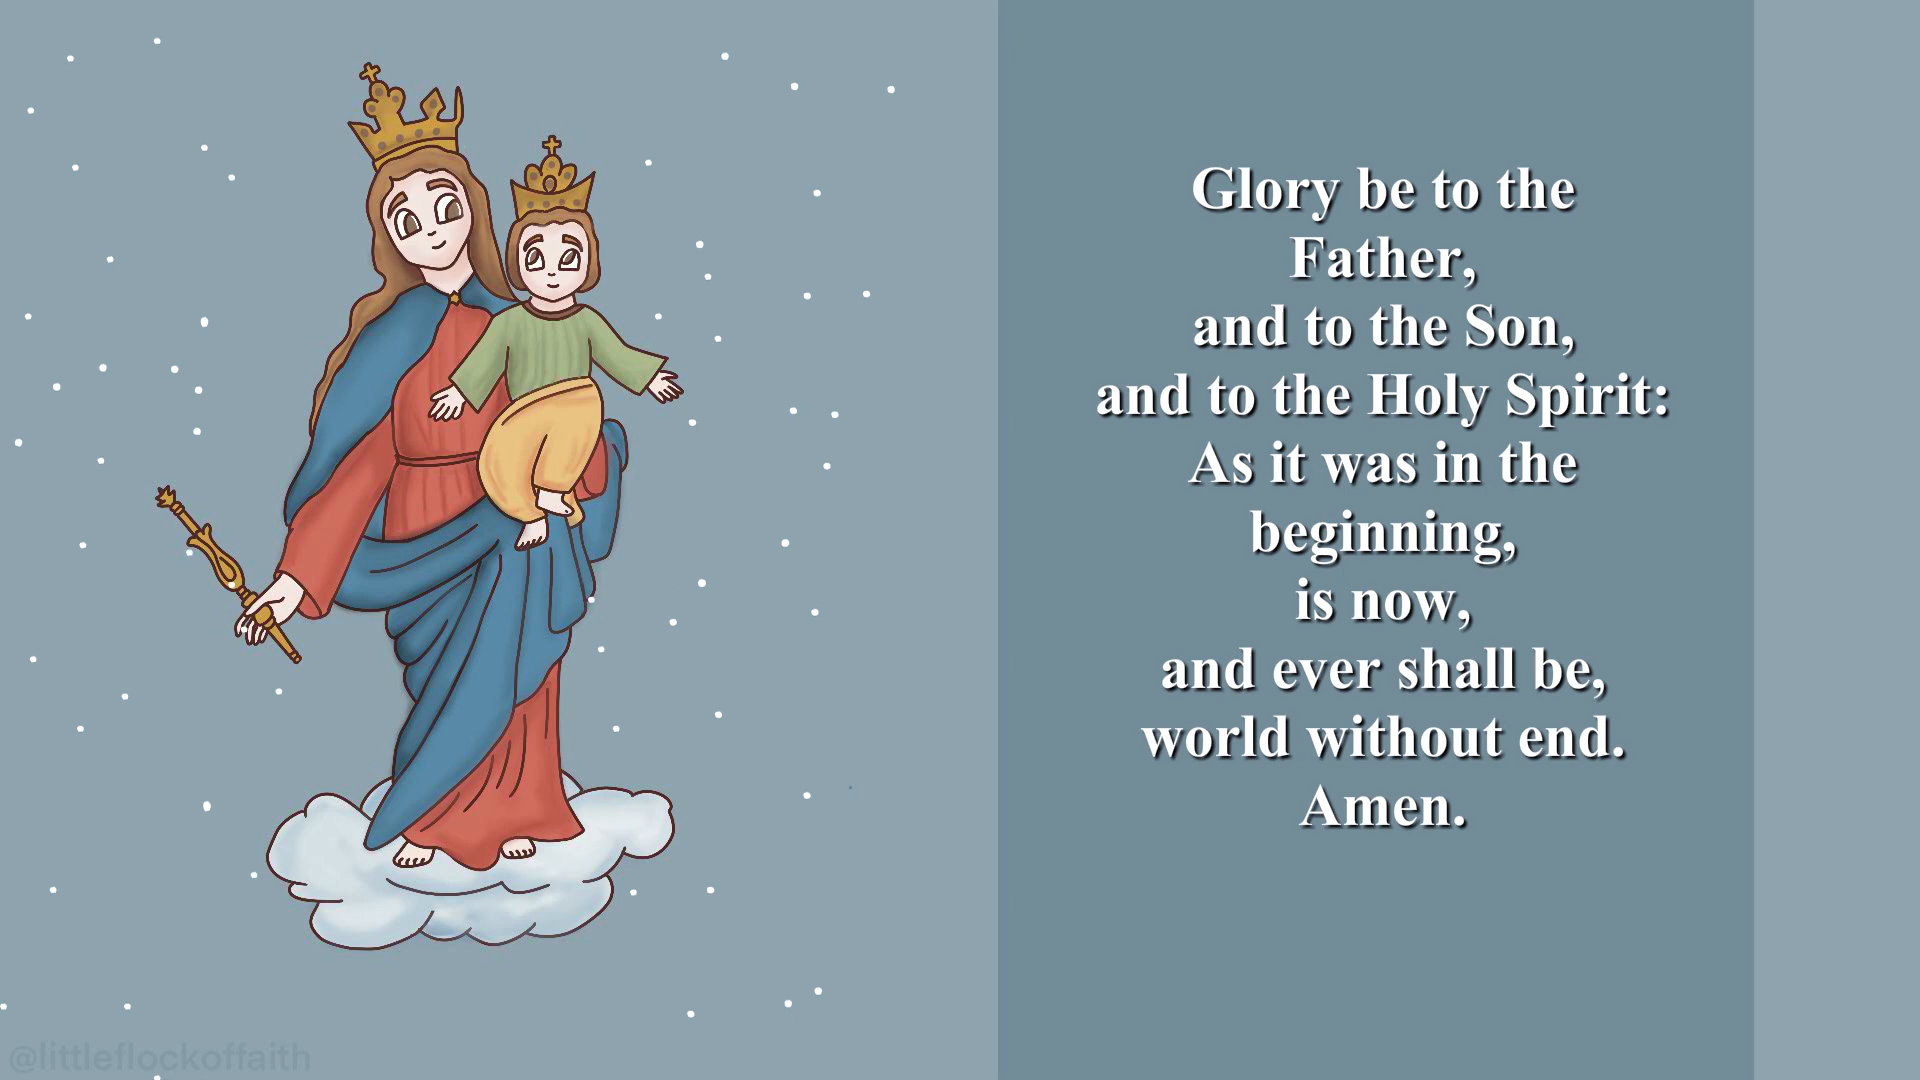 Glory be to the
Father,
and to the Son,
and to the Holy Spirit:
As it was in the
beginning,
is now,
and ever shall be,
world without end.
Amen.
@littleflockoffaith